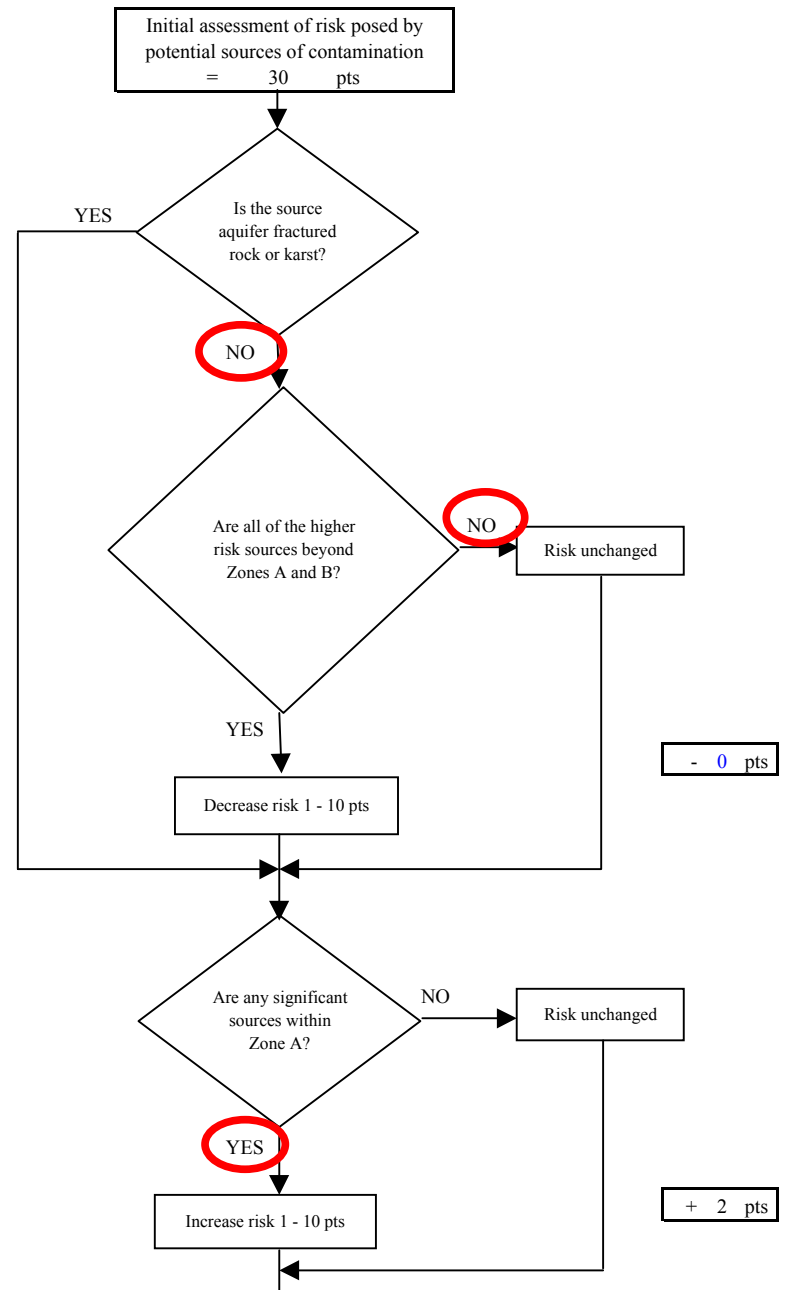 Initial assessment of risk posed by
potential sources of contamination
= 30 pts
Is the source
aquifer fractured
rock or karst?
YES
NO
Are all of the higher
risk sources beyond
Zones A and B?
NO
Risk unchanged
YES
- 0 pts
Decrease risk 1 - 10 pts
Are any significant
sources within
Zone A?
NO
Risk unchanged
YES
+ 2 pts
Increase risk 1 - 10 pts